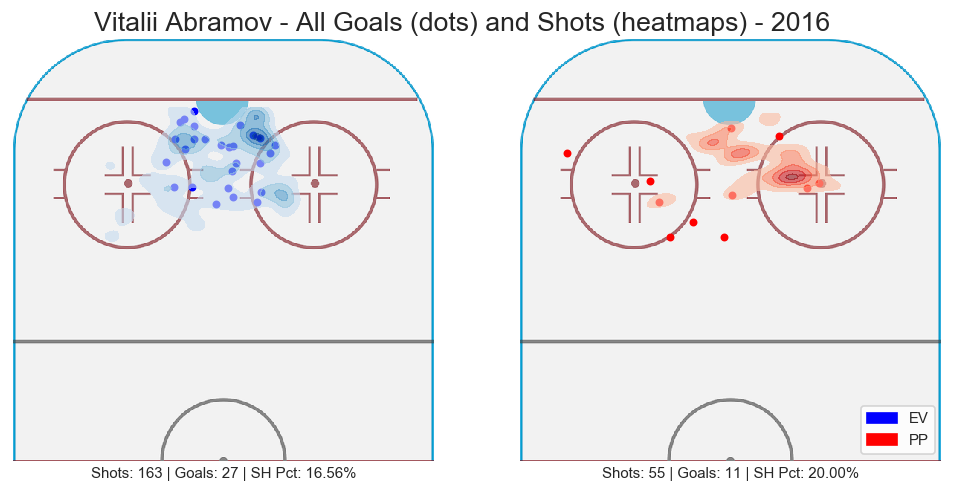 Vitalii Abramov - All Goals (dots) and Shots (heatmaps) - 2016
EV
PP
Shots: 163 | Goals: 27 | SH Pct: 16.56%
Shots: 55 | Goals: 11 | SH Pct: 20.00%